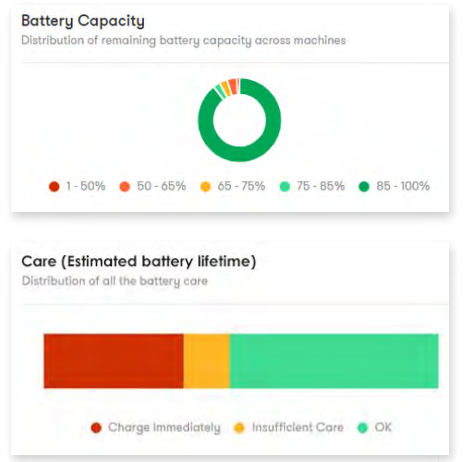 Battery Capacity
Distribution of remaining battery capacity across machines
1 - 50% 50 - 65% 65 - 75% 75 - 85% 85 - 100%
Care (Estimated battery lifetime)
Distribution of all the battery care
Charge Immediately Insufficient Care OK